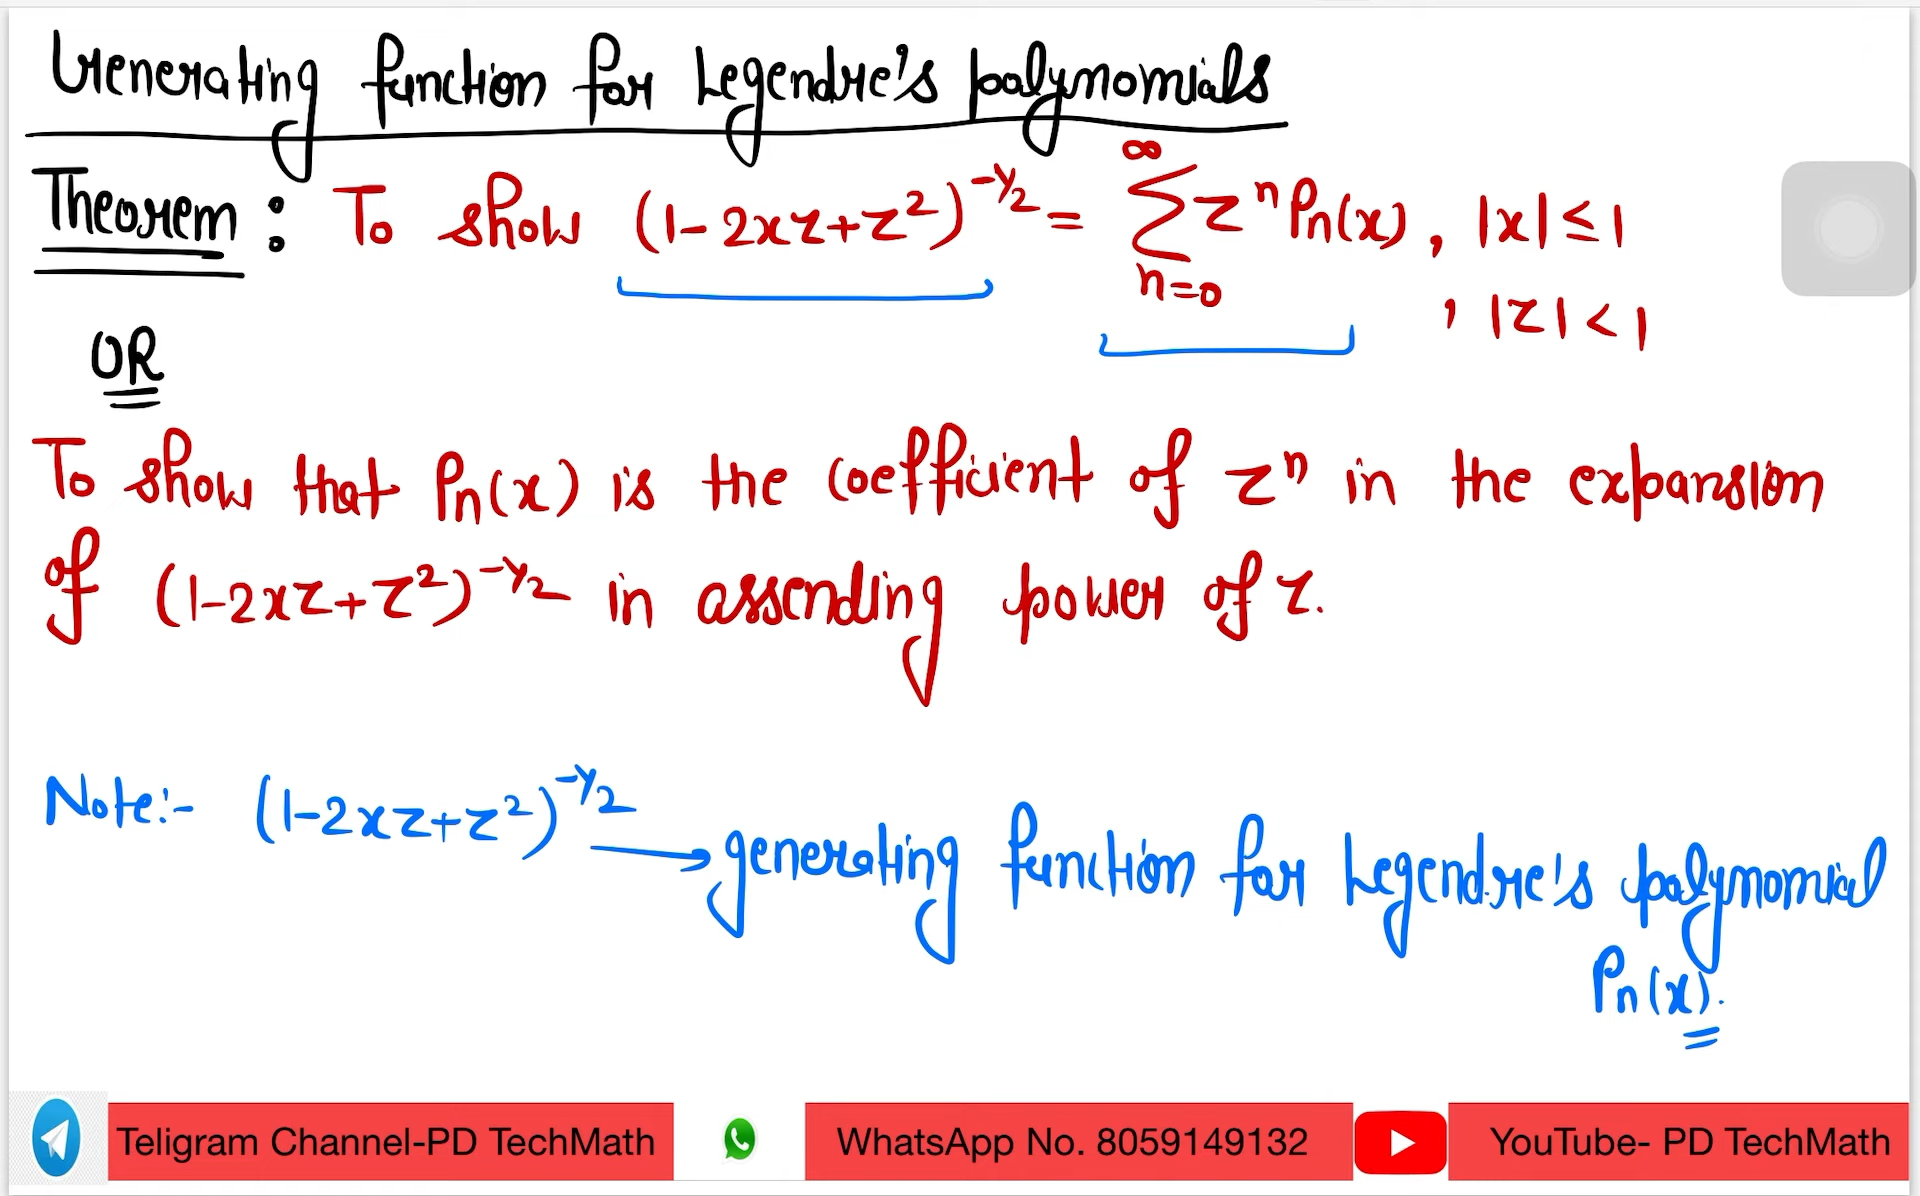 Generating function for Legendre's polynomials
Theorem : To show (1-2xz+z²)^(-1/2) = ∞∑n=0 zⁿ Pn(x) , |x| ≤ 1
, |z| < 1
OR
To show that Pn(x) is the coefficient of zⁿ in the expansion
of (1-2xz+z²)^(-1/2) in assending power of z.
Note:- (1-2xz+z²)^(-1/2) → generating function for Legendre's polynomial
Pn(x).
Teligram Channel-PD TechMath WhatsApp No. 8059149132 YouTube- PD TechMath